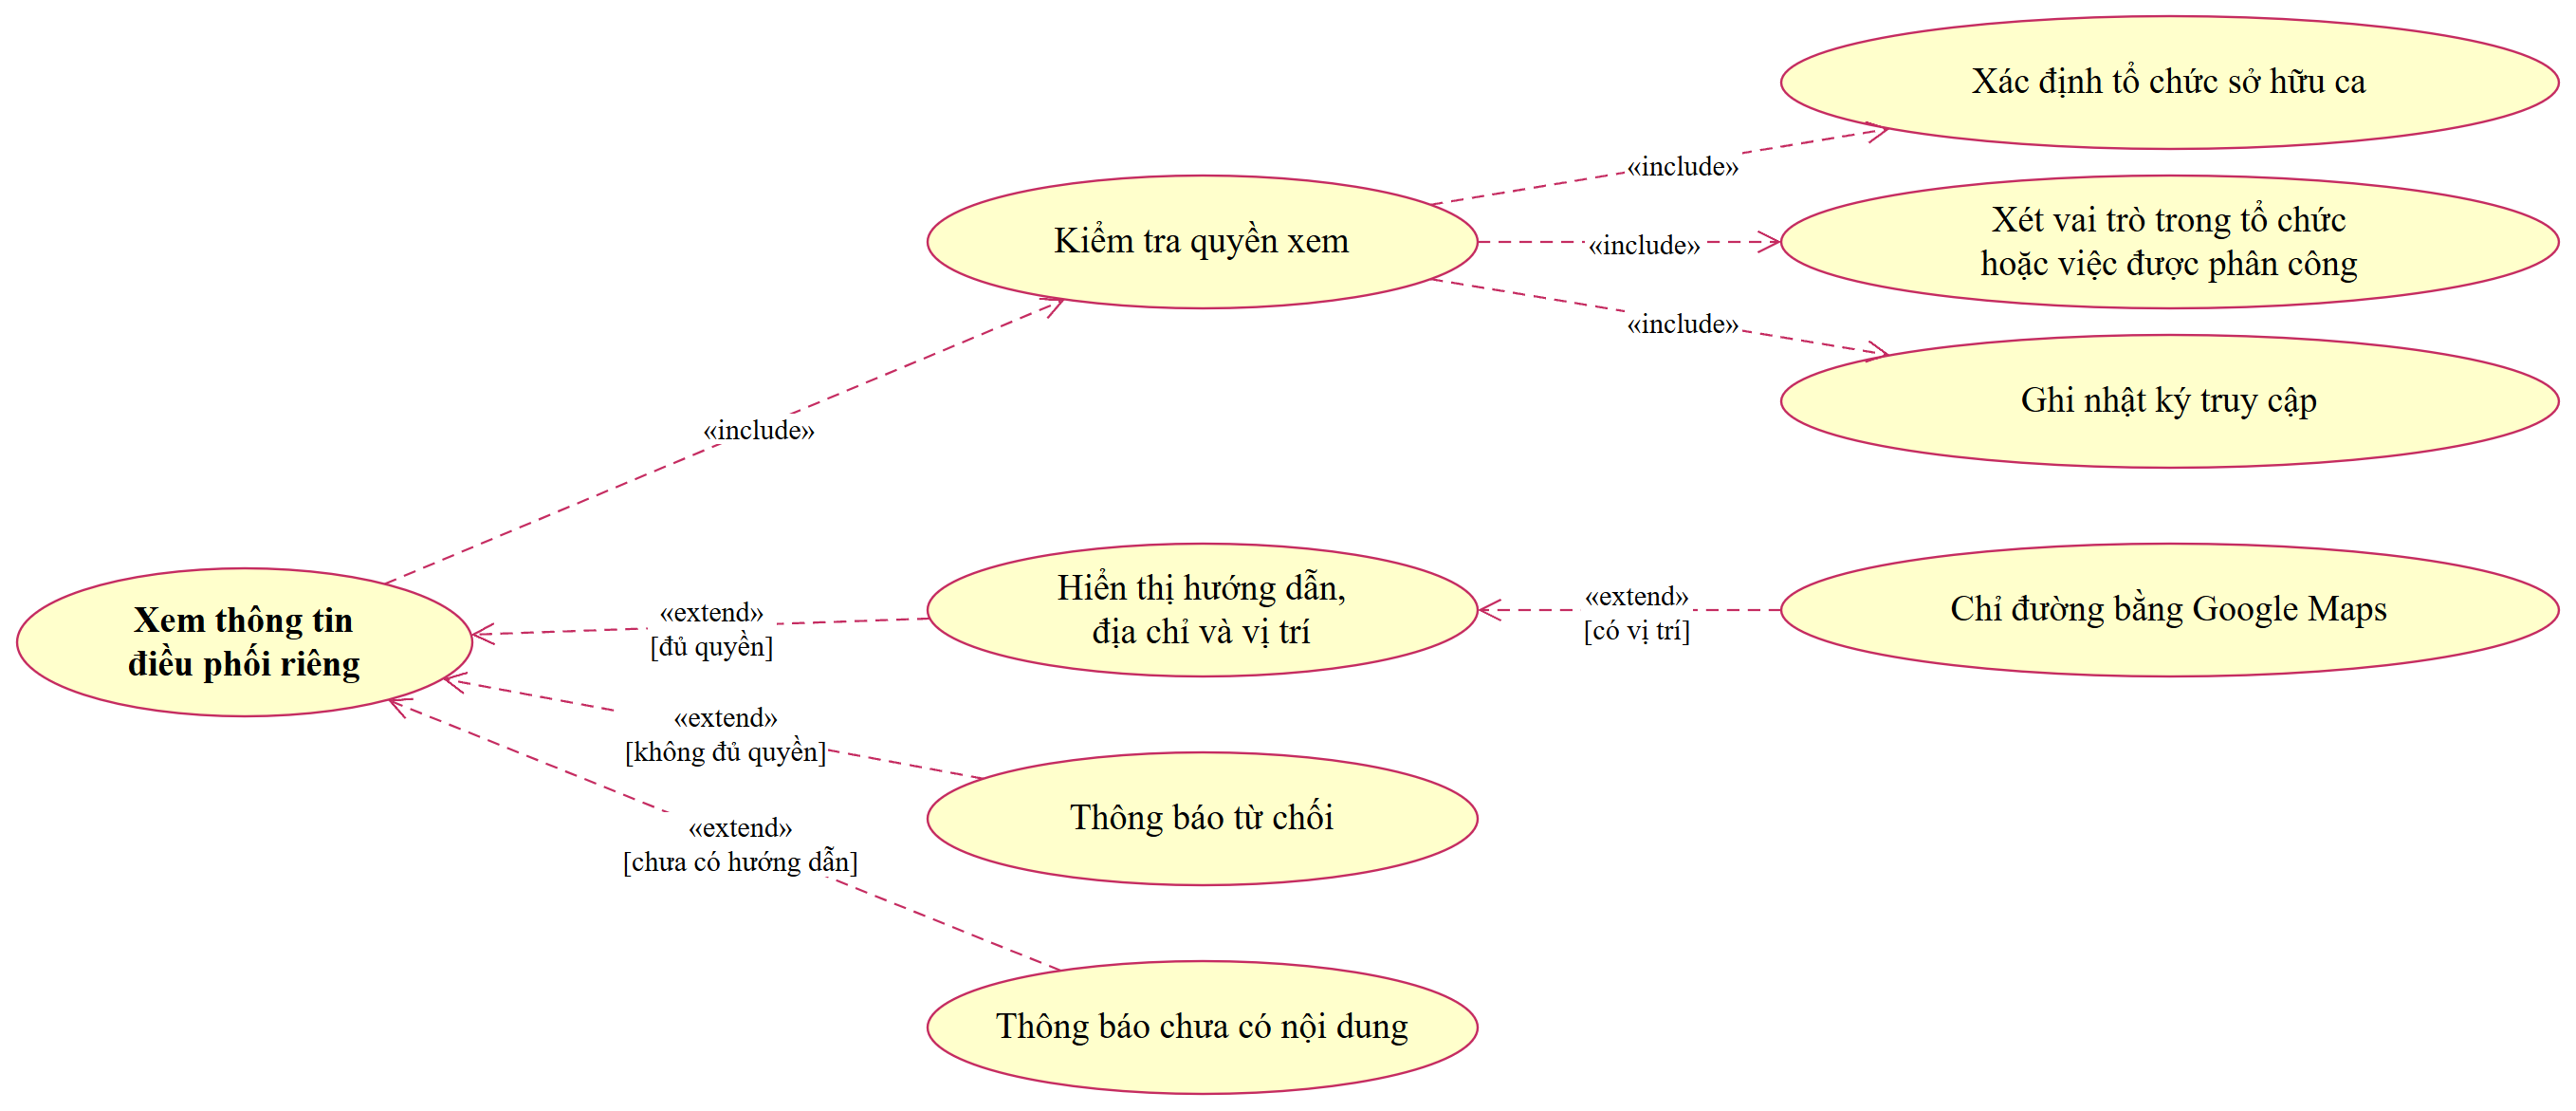 Xác định tổ chức sở hữu ca
«include»
Kiểm tra quyền xem
«include»
Xét vai trò trong tổ chức
hoặc việc được phân công
«include»
Ghi nhật ký truy cập
«include»
Xem thông tin
điều phối riêng
«extend»
[đủ quyền]
Hiển thị hướng dẫn,
địa chỉ và vị trí
«extend»
[có vị trí]
Chỉ đường bằng Google Maps
«extend»
[không đủ quyền]
Thông báo từ chối
«extend»
[chưa có hướng dẫn]
Thông báo chưa có nội dung